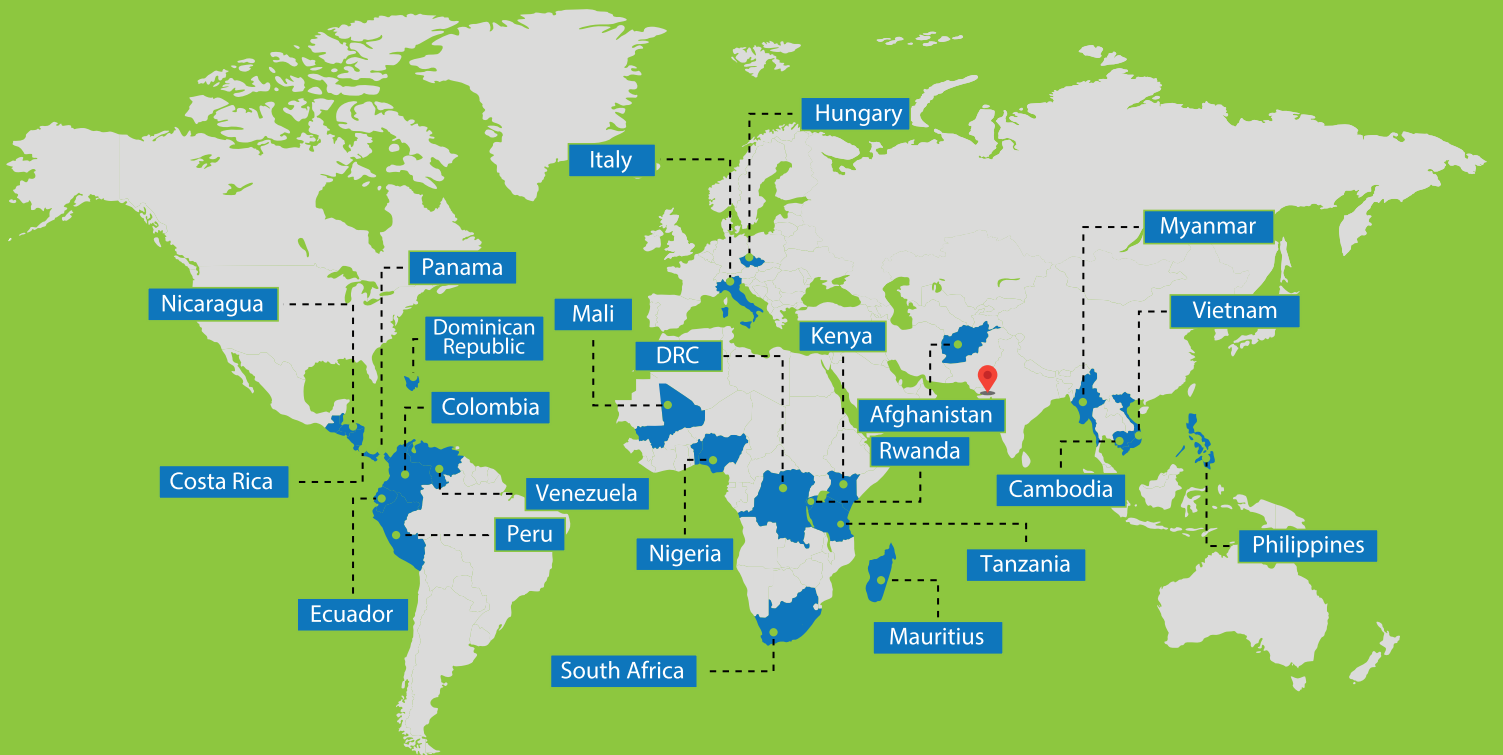 Hungary
Italy
Myanmar
Panama
Nicaragua
Vietnam
Mali
Dominican
Republic
Kenya
DRC
Colombia
Afghanistan
Rwanda
Costa Rica
Venezuela
Cambodia
Peru
Nigeria
Philippines
Tanzania
Ecuador
Mauritius
South Africa